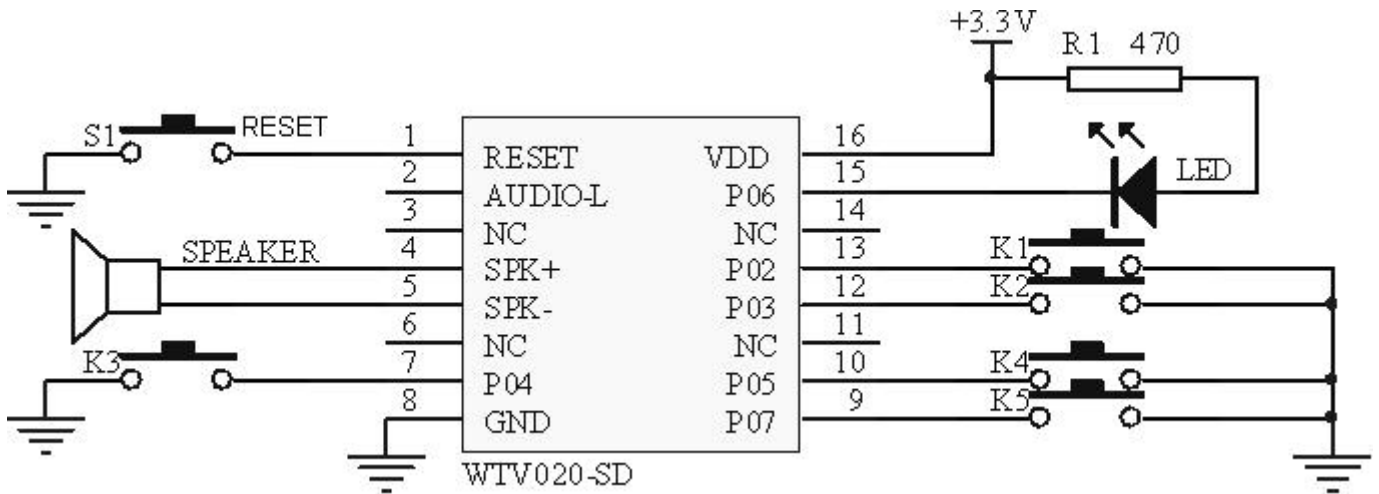 +3.3V
R1 470
S1 RESET
1 RESET VDD 16
2 AUDIO-L P06 15 LED
3 NC NC 14
SPEAKER 4 SPK+ P02 13 K1
5 SPK- P03 12 K2
6 NC NC 11
K3 7 P04 P05 10 K4
8 GND P07 9 K5
WTV020-SD